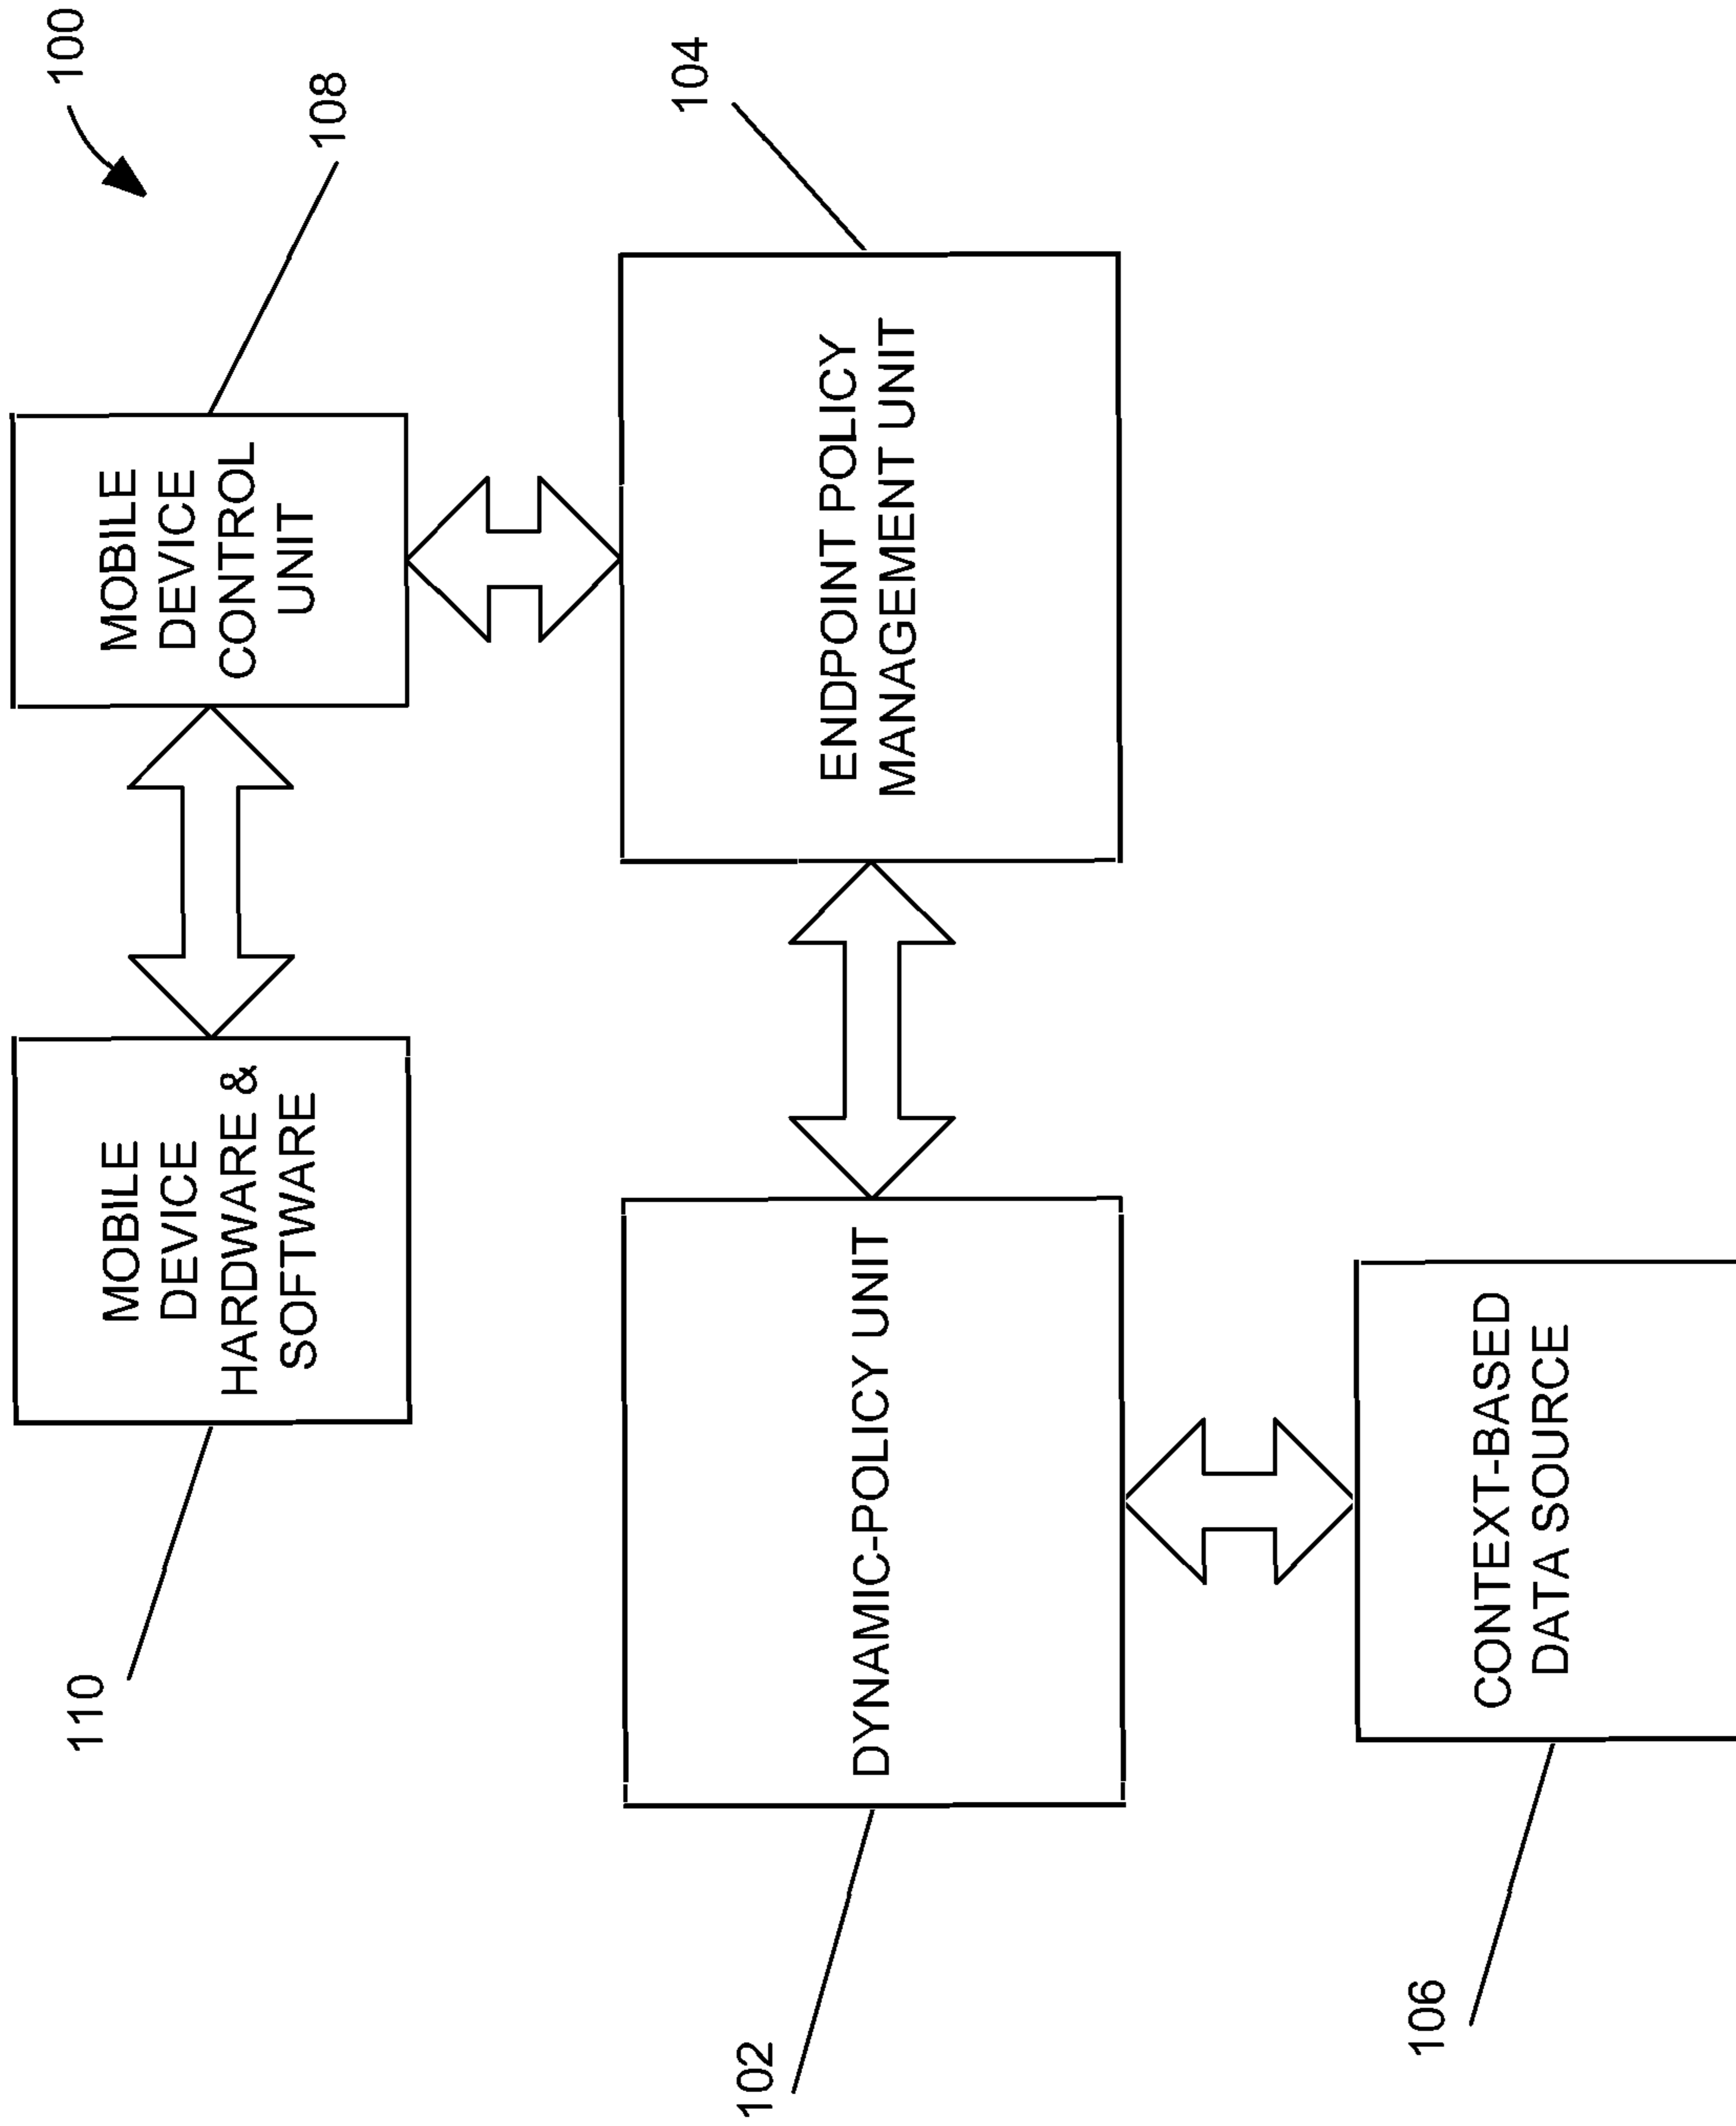 100
110
MOBILE
DEVICE
HARDWARE &
SOFTWARE
MOBILE
DEVICE
CONTROL
UNIT
108
102
DYNAMIC-POLICY UNIT
ENDPOINT POLICY
MANAGEMENT UNIT
104
106
CONTEXT-BASED
DATA SOURCE